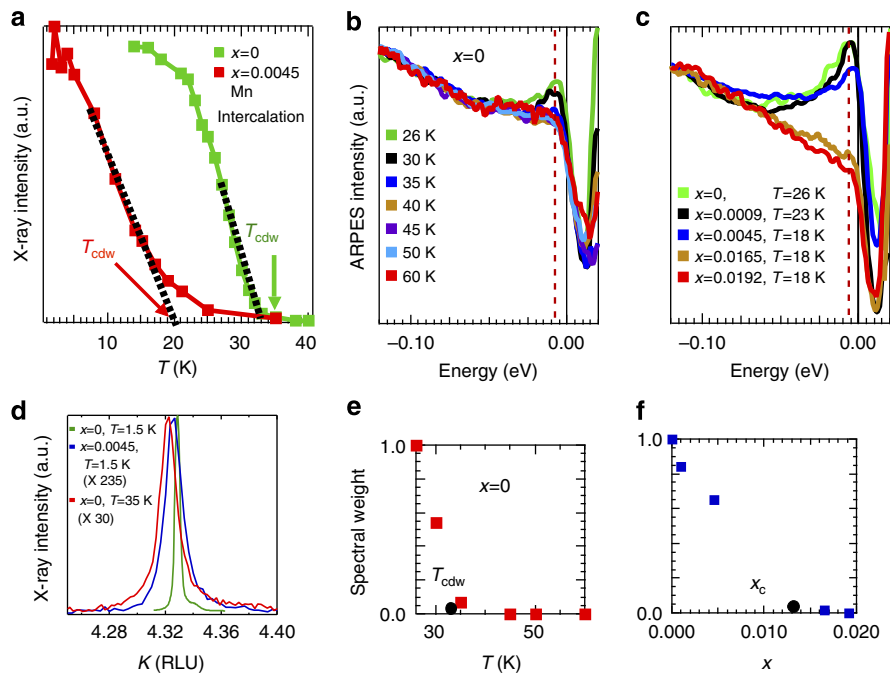 a
X-ray intensity (a.u.)
x=0
x=0.0045
Mn
Intercalation
Tcdw
Tcdw
0
10
20
30
40
T (K)
b
ARPES intensity (a.u.)
x=0
26 K
30 K
35 K
40 K
45 K
50 K
60 K
−0.10
0.00
Energy (eV)
c
x=0, T=26 K
x=0.0009, T=23 K
x=0.0045, T=18 K
x=0.0165, T=18 K
x=0.0192, T=18 K
−0.10
0.00
Energy (eV)
d
X-ray intensity (a.u.)
x=0, T=1.5 K
x=0.0045,
T=1.5 K
(X 235)
x=0, T=35 K
(X 30)
4.28
4.32
4.36
4.40
K (RLU)
e
Spectral weight
1.0
x=0
Tcdw
0.0
30
50
T (K)
f
1.0
xc
0.0
0.000
0.010
0.020
x